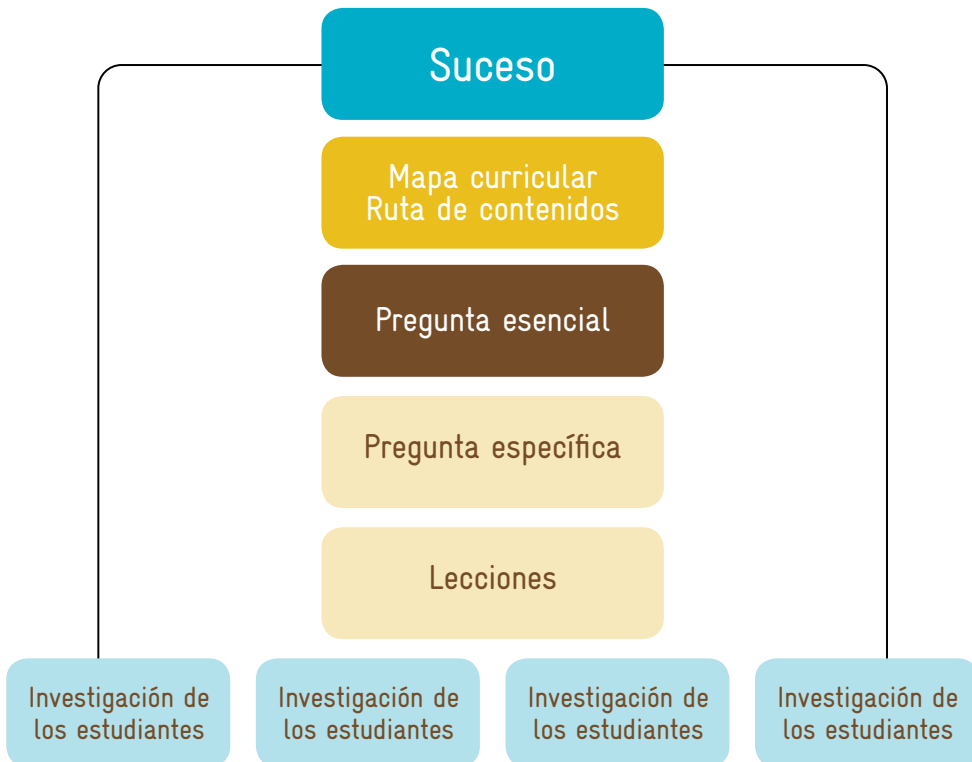 Suceso
Mapa curricular
Ruta de contenidos
Pregunta esencial
Pregunta específica
Lecciones
Investigación de
los estudiantes
Investigación de
los estudiantes
Investigación de
los estudiantes
Investigación de
los estudiantes